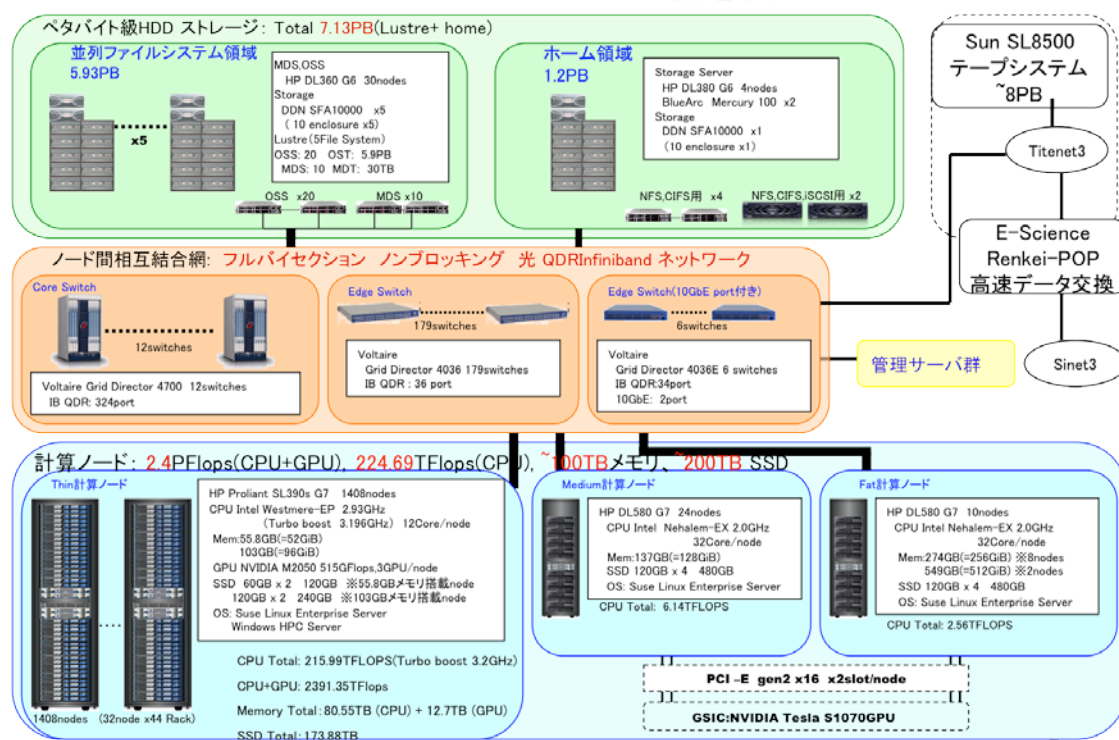 ペタバイト級HDD ストレージ: Total 7.13PB(Lustre+ home)
並列ファイルシステム領域
5.93PB
x5
MDS,OSS
HP DL360 G6 30nodes
Storage
DDN SFA10000 x5
( 10 enclosure x5)
Lustre(5File System)
OSS: 20 OST: 5.9PB
MDS: 10 MDT: 30TB
OSS x20
MDS x10
ホーム領域
1.2PB
Storage Server
HP DL380 G6 4nodes
BlueArc Mercury 100 x2
Storage
DDN SFA10000 x1
(10 enclosure x1)
NFS,CIFS用 x4
NFS,CIFS,iSCSI用 x2
Sun SL8500
テープシステム
~8PB
Titenet3
E-Science
Renkei-POP
高速データ交換
Sinet3
ノード間相互結合網: フルバイセクション ノンブロッキング 光 QDRInfiniband ネットワーク
Core Switch
12switches
Voltaire Grid Director 4700 12switches
IB QDR: 324port
Edge Switch
179switches
Voltaire
Grid Director 4036 179switches
IB QDR : 36 port
Edge Switch(10GbE port付き)
6switches
Voltaire
Grid Director 4036E 6 switches
IB QDR:34port
10GbE: 2port
管理サーバ群
計算ノード: 2.4PFlops(CPU+GPU), 224.69TFlops(CPU), ~100TBメモリ、~200TB SSD
Thin計算ノード
HP Proliant SL390s G7 1408nodes
CPU Intel Westmere-EP 2.93GHz
(Turbo boost 3.196GHz) 12Core/node
Mem:55.8GB(=52GiB)
103GB(=96GiB)
GPU NVIDIA M2050 515GFlops,3GPU/node
SSD 60GB x 2 120GB ※55.8GBメモリ搭載node
120GB x 2 240GB ※103GBメモリ搭載node
OS: Suse Linux Enterprise Server
Windows HPC Server
CPU Total: 215.99TFLOPS(Turbo boost 3.2GHz)
CPU+GPU: 2391.35TFlops
Memory Total:80.55TB (CPU) + 12.7TB (GPU)
SSD Total:173.88TB
1408nodes (32node x44 Rack)
Medium計算ノード
HP DL580 G7 24nodes
CPU Intel Nehalem-EX 2.0GHz
32Core/node
Mem:137GB(=128GiB)
SSD 120GB x 4 480GB
OS: Suse Linux Enterprise Server
CPU Total: 6.14TFLOPS
Fat計算ノード
HP DL580 G7 10nodes
CPU Intel Nehalem-EX 2.0GHz
32Core/node
Mem:274GB(=256GiB) ※8nodes
549GB(=512GiB) ※2nodes
SSD 120GB x 4 480GB
OS: Suse Linux Enterprise Server
CPU Total: 2.56TFLOPS
PCI –E gen2 x16 x2slot/node
GSIC:NVIDIA Tesla S1070GPU